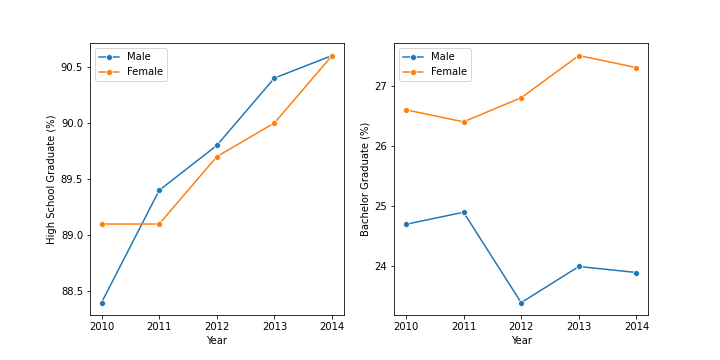 Male
Female
High School Graduate (%)
90.5
90.0
89.5
89.0
88.5
2010 2011 2012 2013 2014
Year
Male
Female
Bachelor Graduate (%)
27
26
25
24
2010 2011 2012 2013 2014
Year